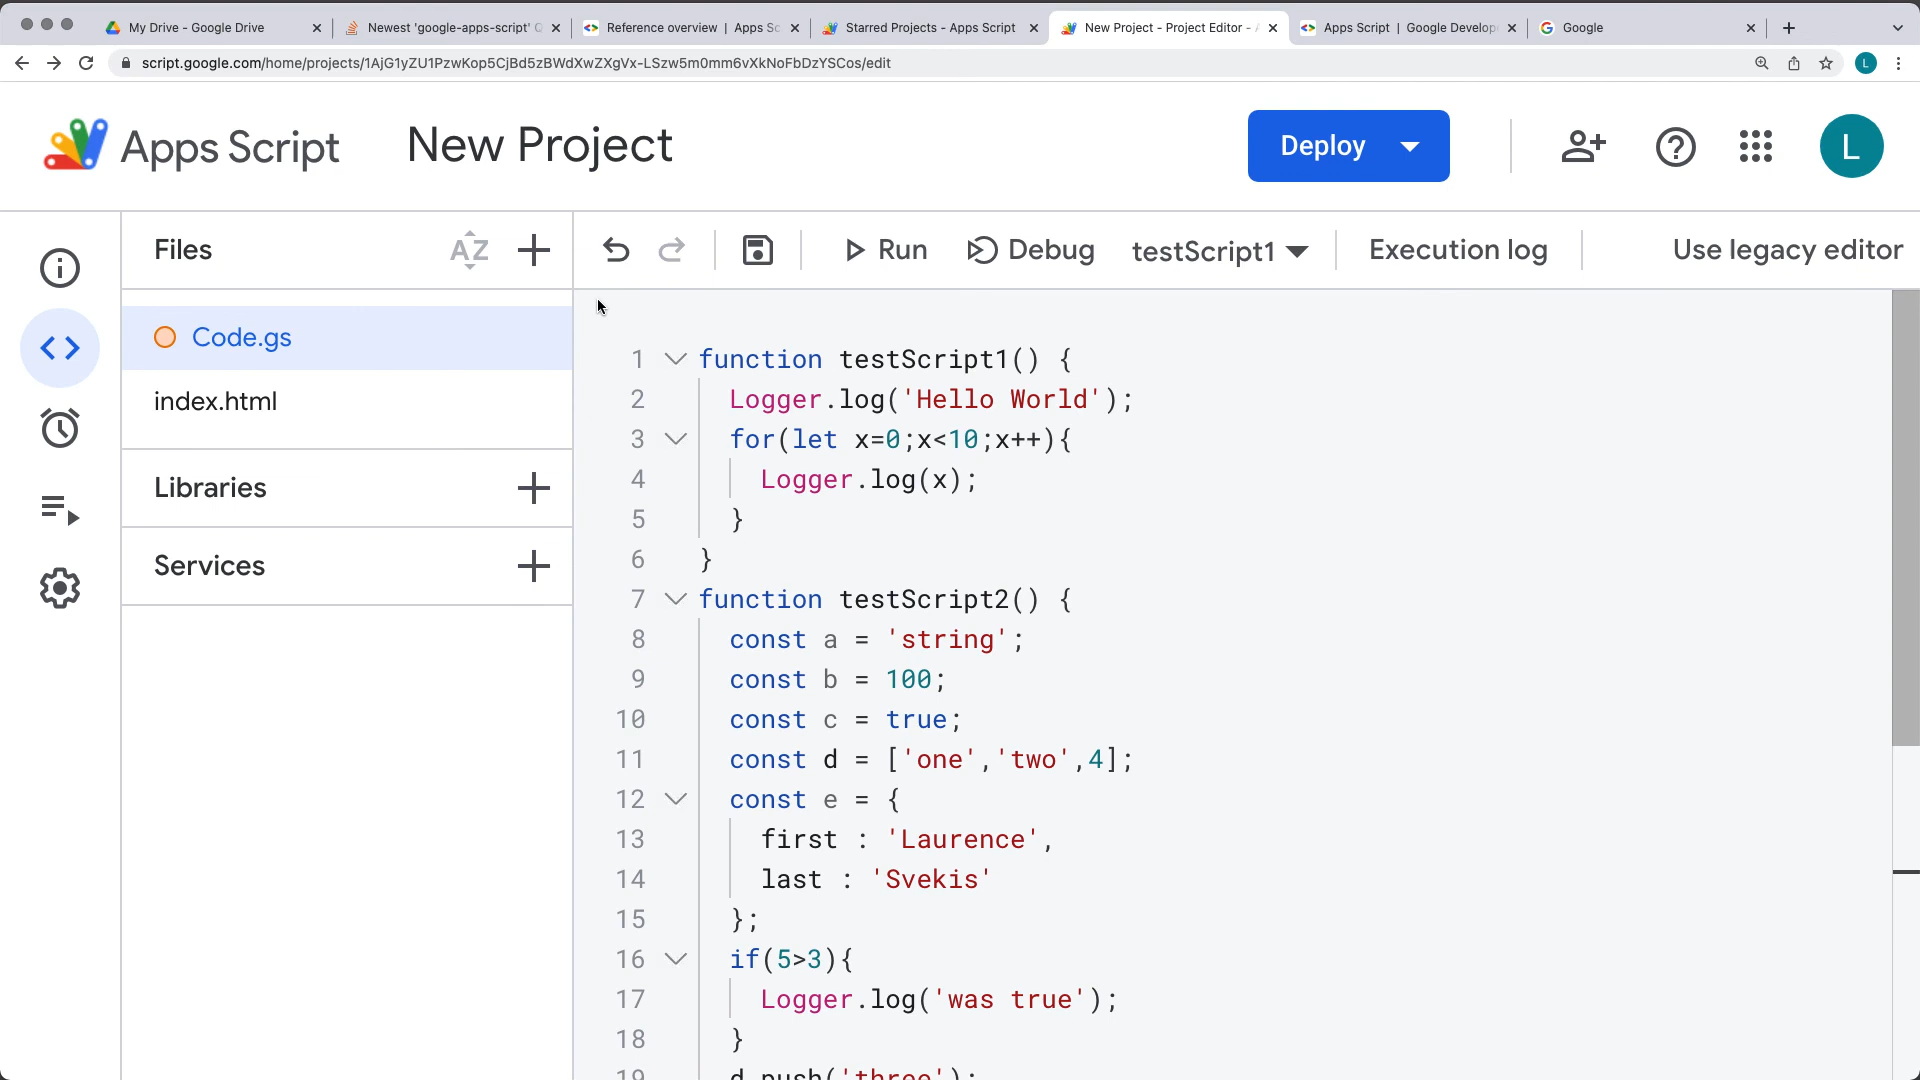 My Drive - Google Drive
Newest 'google-apps-script' Q
Reference overview | Apps Sc
Starred Projects - Apps Script
New Project - Project Editor - A
Apps Script | Google Develop
Google
script.google.com/home/projects/1AjG1yZU1PzwKop5CjBd5zBWdXwZXgVx-LSzw5m0mm6vXkNoFbDzYSCos/edit
L
Apps Script
New Project
Deploy
L
Files
AZ
Run
Debug
testScript1
Execution log
Use legacy editor
Code.gs
index.html
Libraries
Services
1 function testScript1() {
2 Logger.log('Hello World');
3 for(let x=0;x<10;x++){
4 Logger.log(x);
5 }
6 }
7 function testScript2() {
8 const a = 'string';
9 const b = 100;
10 const c = true;
11 const d = ['one','two',4];
12 const e = {
13 first : 'Laurence',
14 last : 'Svekis'
15 };
16 if(5>3){
17 Logger.log('was true');
18 }
19 d.push('three');